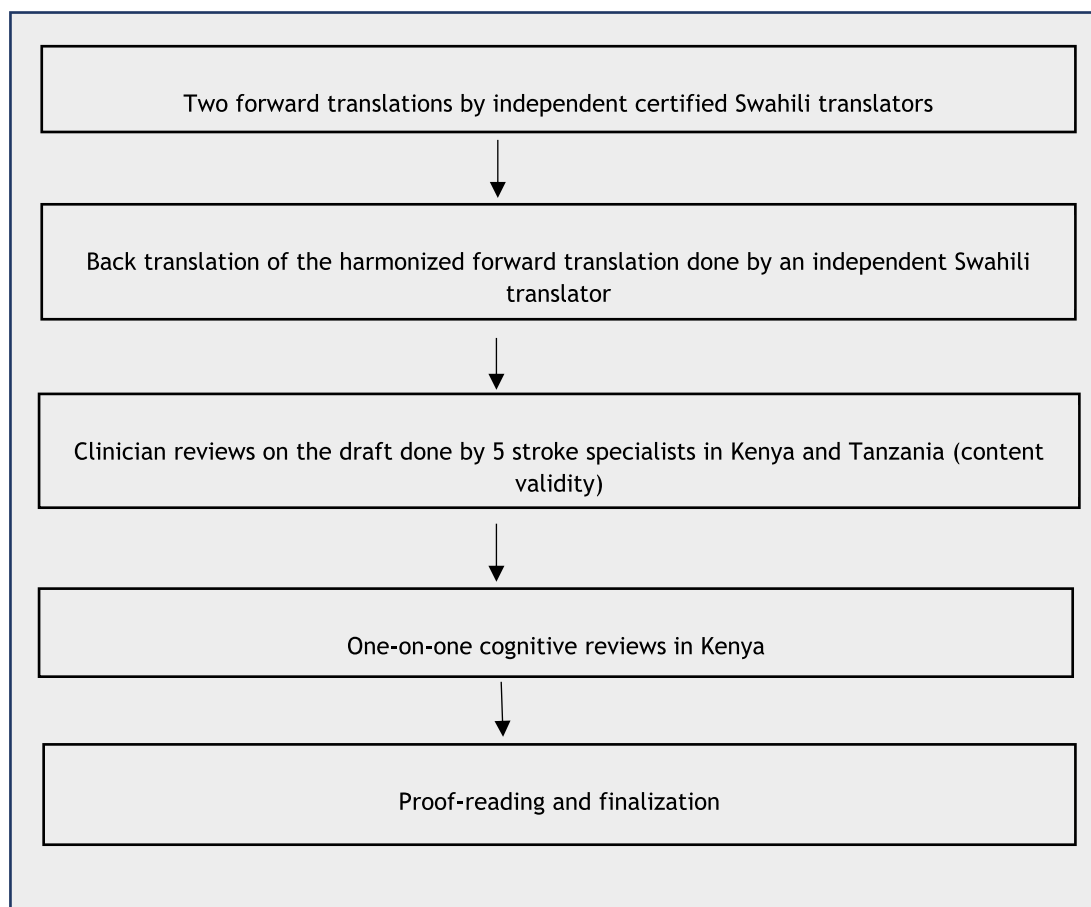 Two forward translations by independent certified Swahili translators
Back translation of the harmonized forward translation done by an independent Swahili
translator
Clinician reviews on the draft done by 5 stroke specialists in Kenya and Tanzania (content
validity)
One-on-one cognitive reviews in Kenya
Proof-reading and finalization